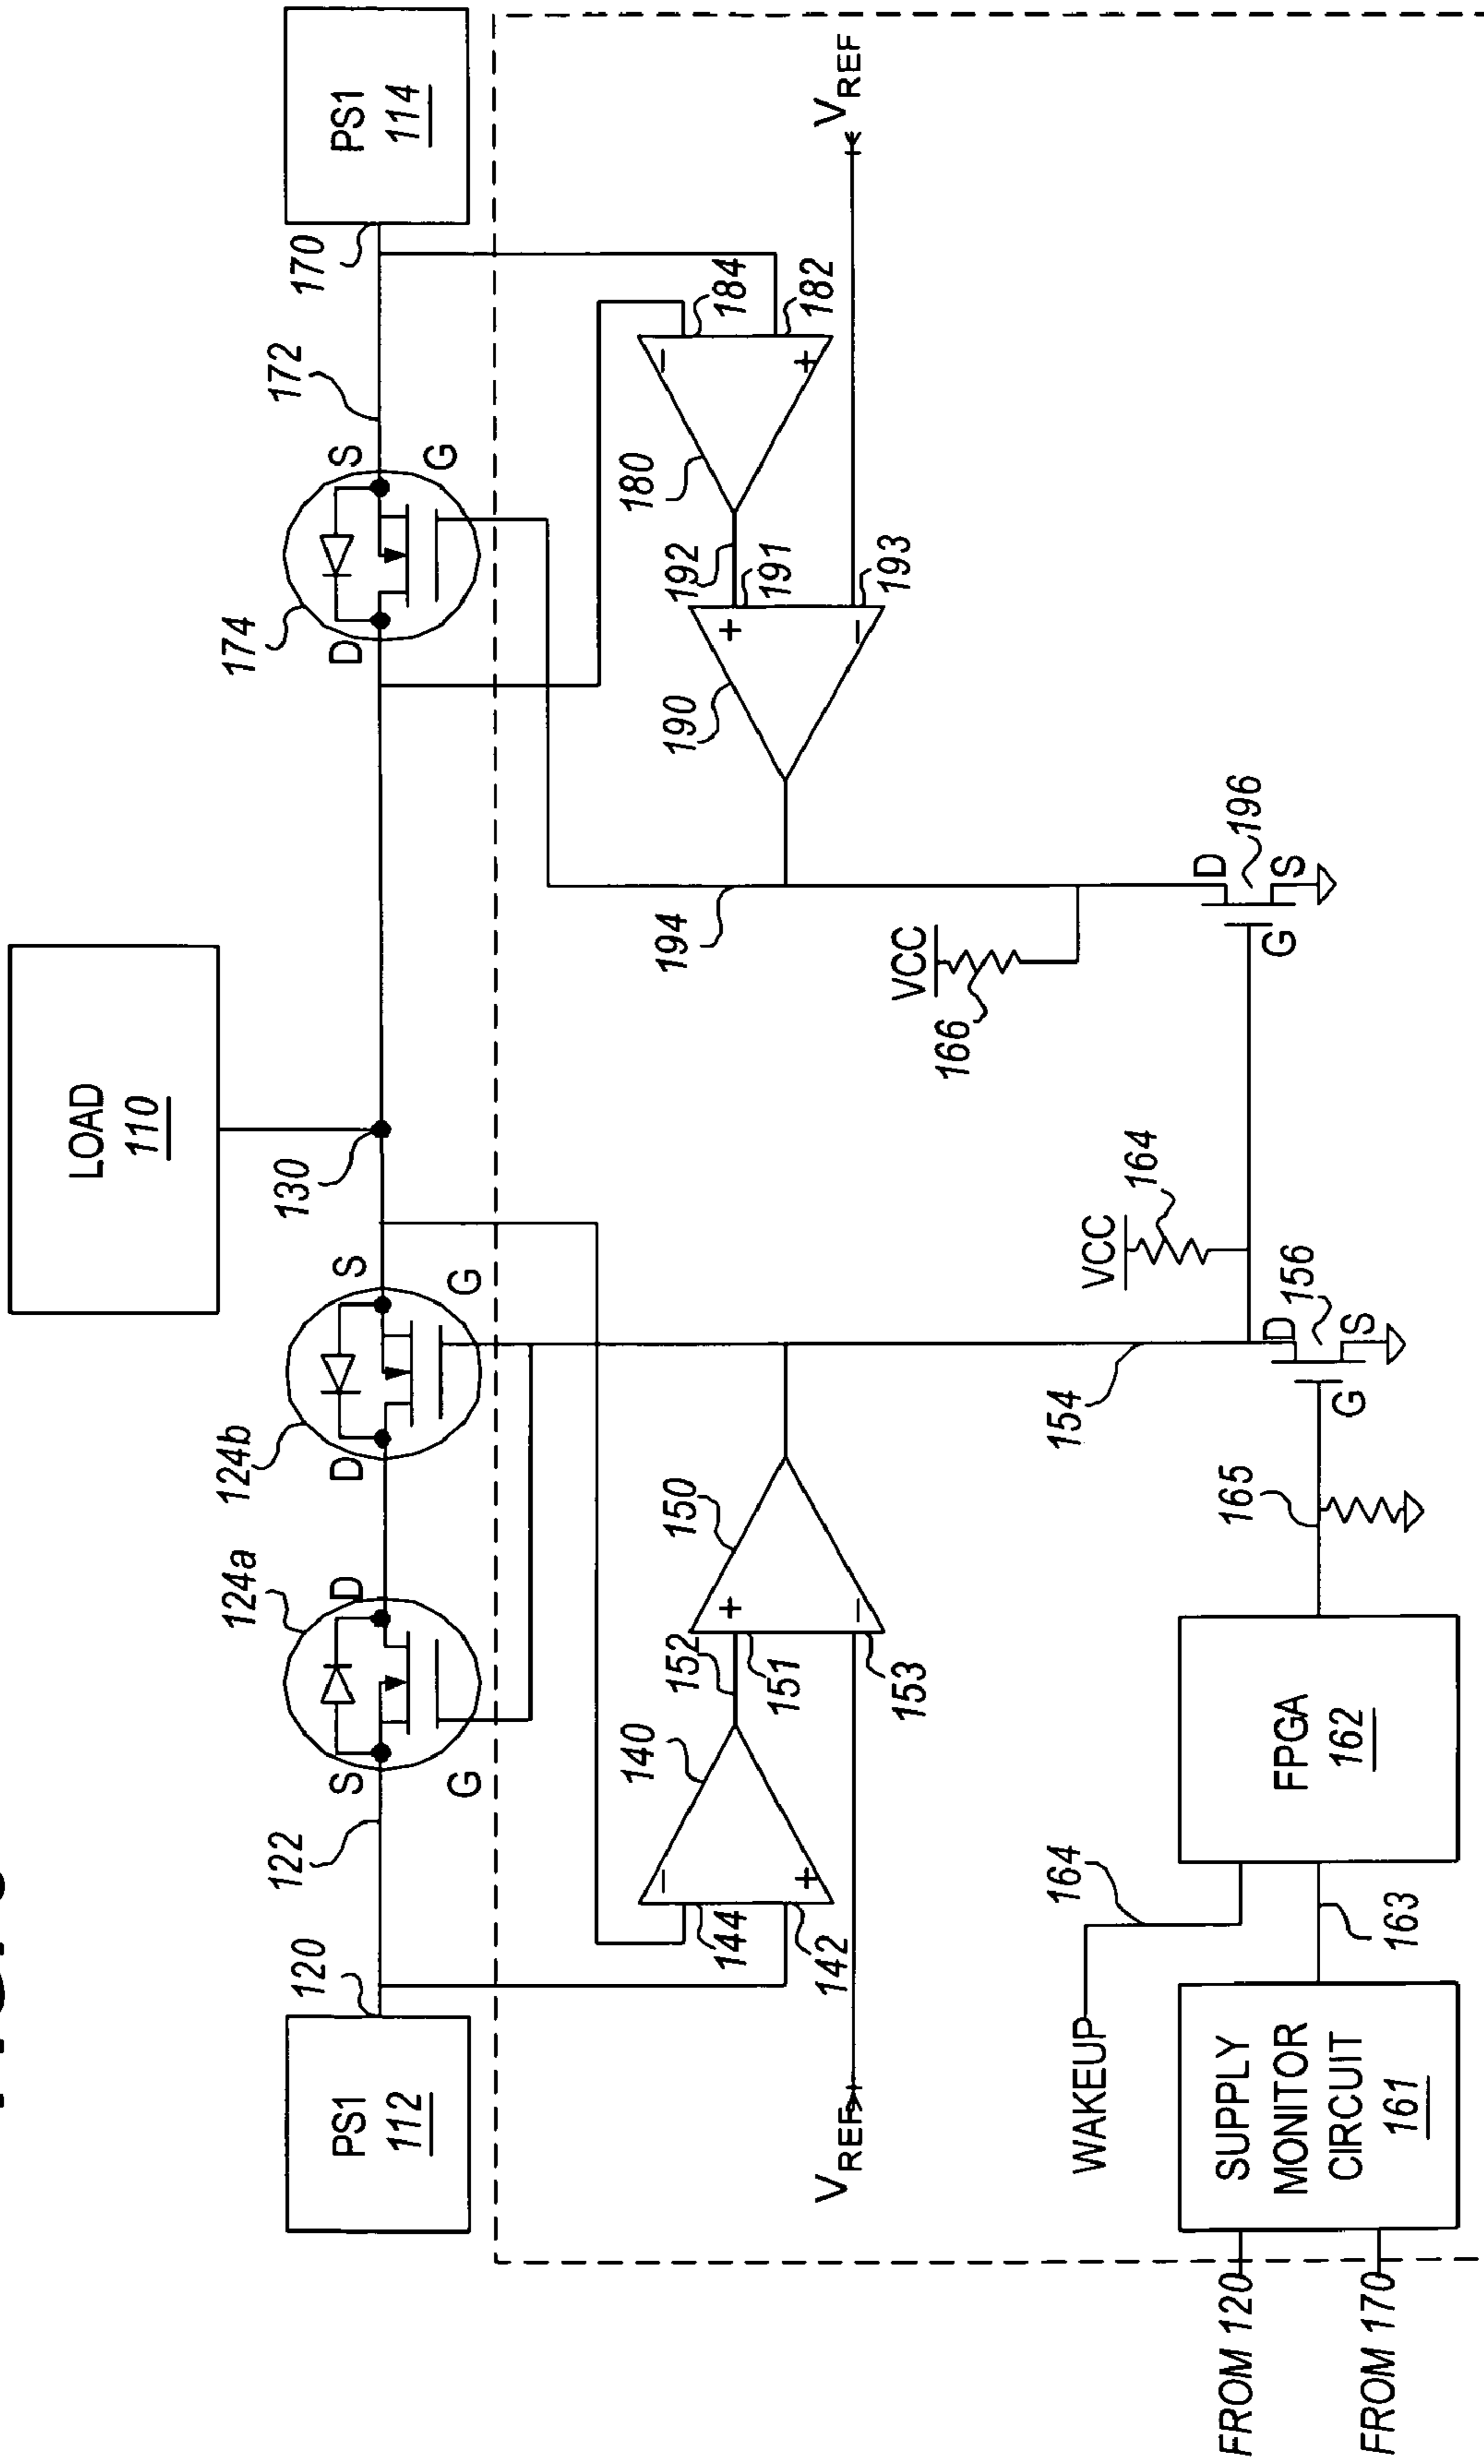 LOAD
110
PS1
112
120
122
S
G
124a
D
D
124b
S
G
130
D
174
S
G
172
170
PS1
114
144
142
−
+
140
152
151
153
+
−
150
VREF
154
194
190
+
−
192
191
193
180
−
+
184
182
VREF
VCC
166
VCC
164
D
196
S
G
D
156
S
G
165
WAKEUP
164
163
FPGA
162
SUPPLY
MONITOR
CIRCUIT
161
FROM 120
FROM 170